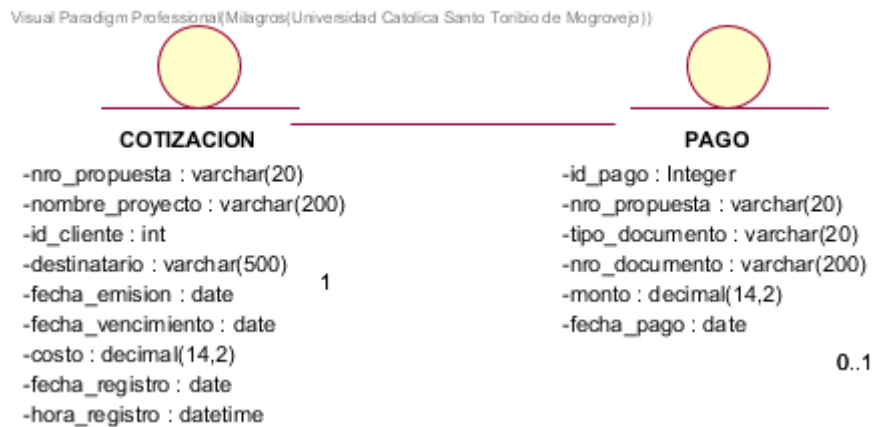 Visual Paradigm Professional(Milagros(Universidad Catolica Santo Toribio de Mogrovejo))
COTIZACION
-nro_propuesta : varchar(20)
-nombre_proyecto : varchar(200)
-id_cliente : int
-destinatario : varchar(500)
-fecha_emision : date
-fecha_vencimiento : date
-costo : decimal(14,2)
-fecha_registro : date
-hora_registro : datetime
1
PAGO
-id_pago : Integer
-nro_propuesta : varchar(20)
-tipo_documento : varchar(20)
-nro_documento : varchar(200)
-monto : decimal(14,2)
-fecha_pago : date
0..1